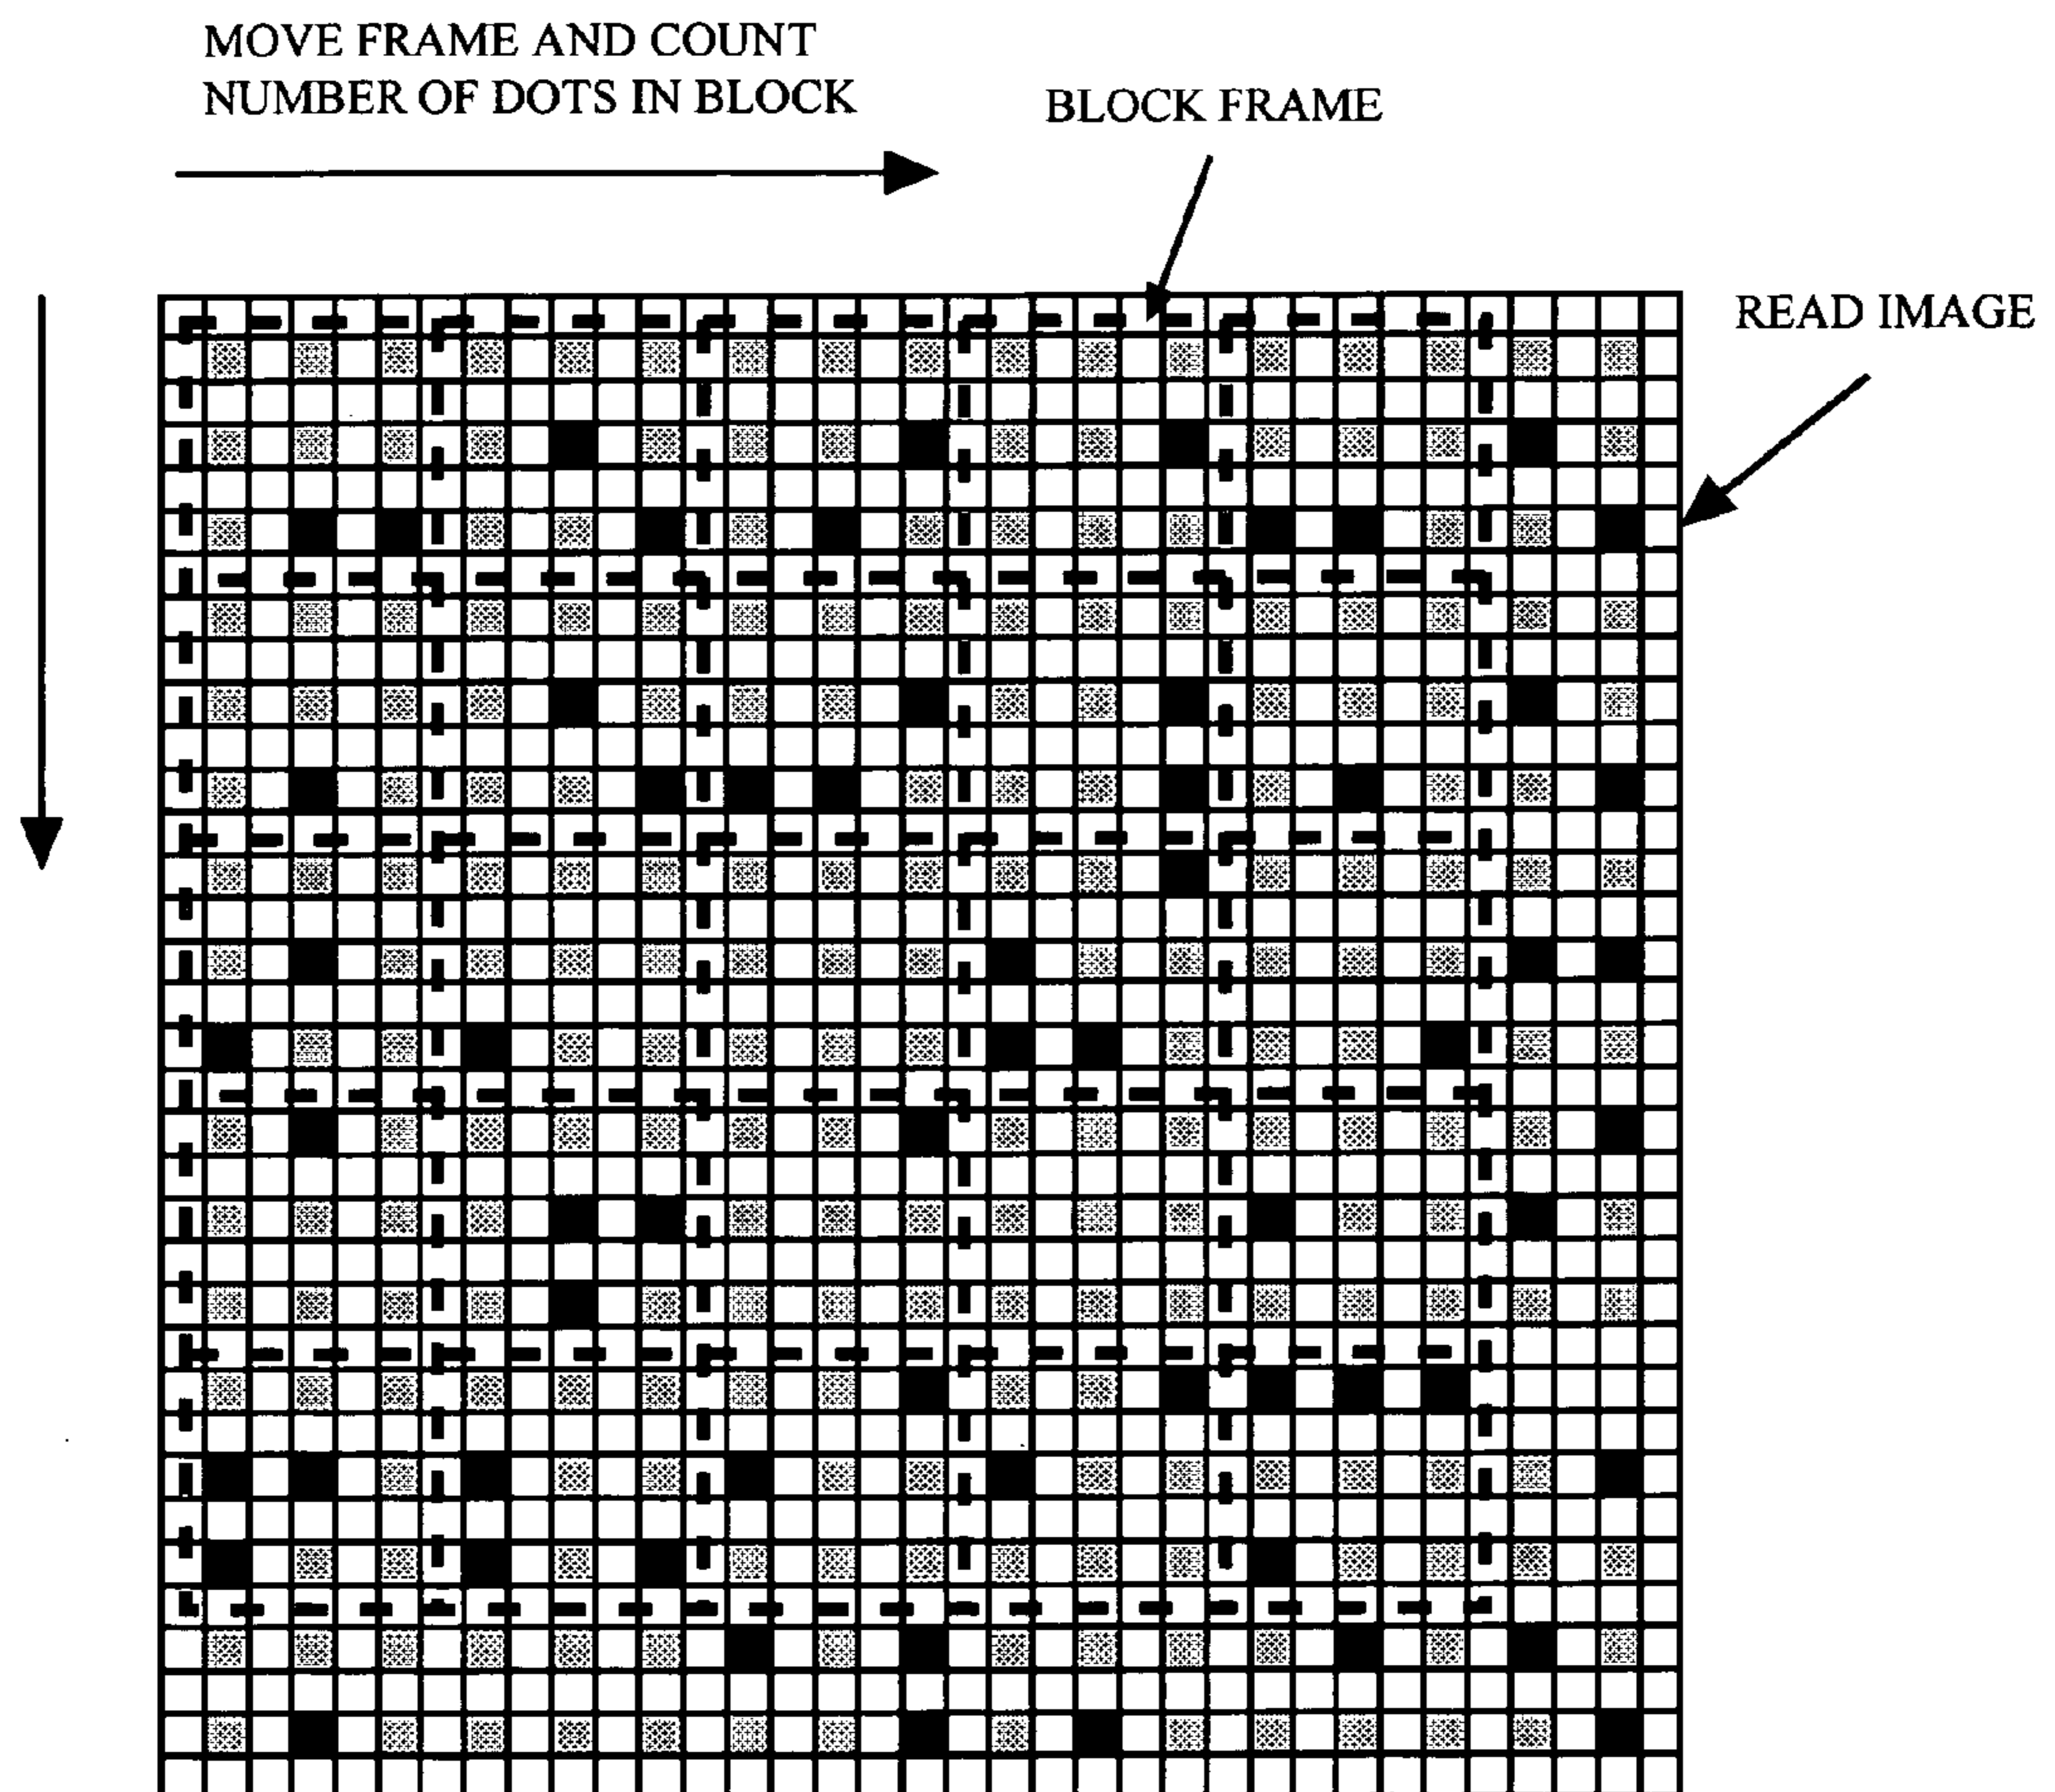 MOVE FRAME AND COUNT
NUMBER OF DOTS IN BLOCK
BLOCK FRAME
READ IMAGE